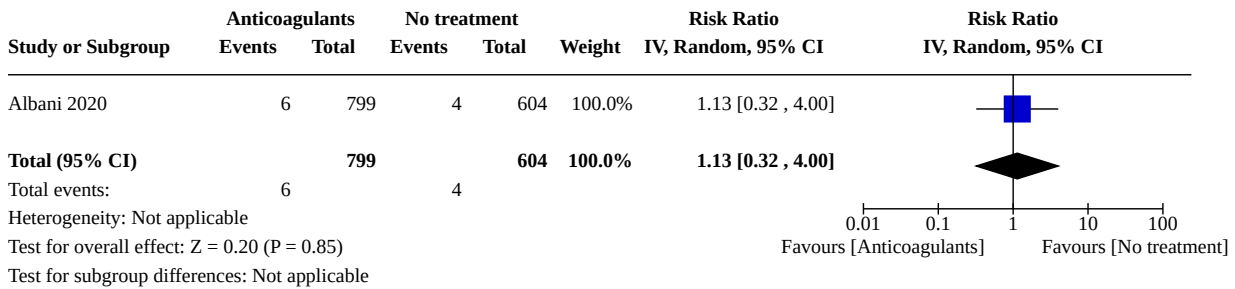 Anticoagulants No treatment Risk Ratio Risk Ratio
Study or Subgroup Events Total Events Total Weight IV, Random, 95% CI IV, Random, 95% CI
Albani 2020 6 799 4 604 100.0% 1.13 [0.32 , 4.00]
Total (95% CI) 799 604 100.0% 1.13 [0.32 , 4.00]
Total events: 6 4
Heterogeneity: Not applicable 0.01 0.1 1 10 100
Test for overall effect: Z = 0.20 (P = 0.85) Favours [Anticoagulants] Favours [No treatment]
Test for subgroup differences: Not applicable